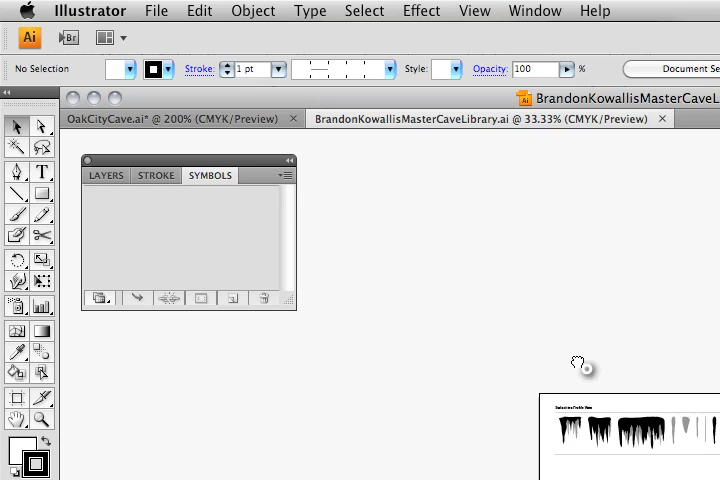 Illustrator File Edit Object Type Select Effect View Window Help
Ai Br
No Selection Stroke: 1 pt Style: Opacity: 100 % Document Se
Ai BrandonKowallisMasterCaveL
OakCityCave.ai* @ 200% (CMYK/Preview) BrandonKowallisMasterCaveLibrary.ai @ 33.33% (CMYK/Preview)
LAYERS STROKE SYMBOLS
T